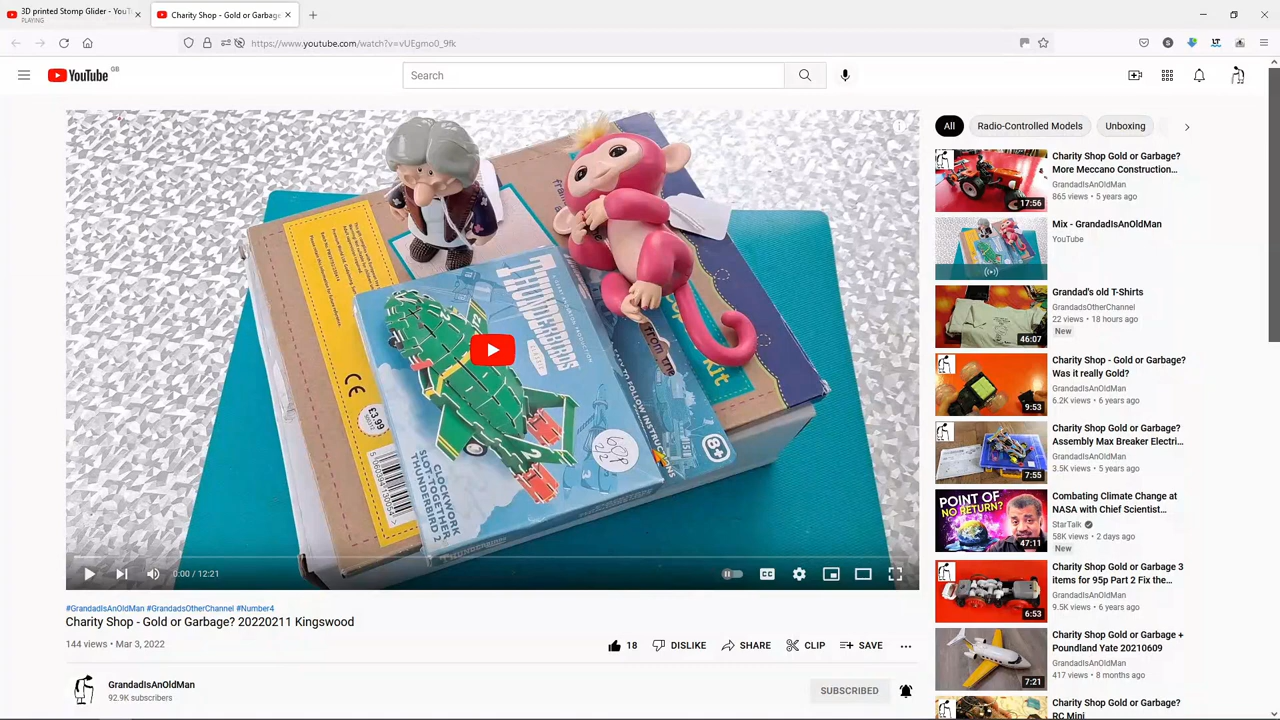 3D printed Stomp Glider - YouT
PLAYING
Charity Shop - Gold or Garbage
https://www.youtube.com/watch?v=vUEgmo0_9fk
YouTube GB
Search
£3.99
CLICK
TOGETHER
2
8+
#GrandadIsAnOldMan #GrandadsOtherChannel #Number4
Charity Shop - Gold or Garbage? 20220211 Kingswood
144 views • Mar 3, 2022
18
DISLIKE
SHARE
CLIP
SAVE
0:00 / 12:21
GrandadIsAnOldMan
92.9K subscribers
SUBSCRIBED
All
Radio-Controlled Models
Unboxing
Charity Shop Gold or Garbage?
More Meccano Construction...
GrandadIsAnOldMan
865 views • 5 years ago
17:56
Mix - GrandadIsAnOldMan
YouTube
Grandad's old T-Shirts
GrandadsOtherChannel
22 views • 18 hours ago
New
46:07
Charity Shop - Gold or Garbage?
Was it really Gold?
GrandadIsAnOldMan
6.2K views • 6 years ago
9:53
Charity Shop Gold or Garbage?
Assembly Max Breaker Electri...
GrandadIsAnOldMan
3.5K views • 5 years ago
7:55
POINT OF
NO RETURN?
Combating Climate Change at
NASA with Chief Scientist...
StarTalk
58K views • 2 days ago
New
47:11
Charity Shop Gold or Garbage 3
items for 95p Part 2 Fix the...
GrandadIsAnOldMan
9.5K views • 6 years ago
6:53
Charity Shop Gold or Garbage +
Poundland Yate 20210609
GrandadIsAnOldMan
417 views • 8 months ago
7:21
Charity Shop Gold or Garbage?
RC Mini